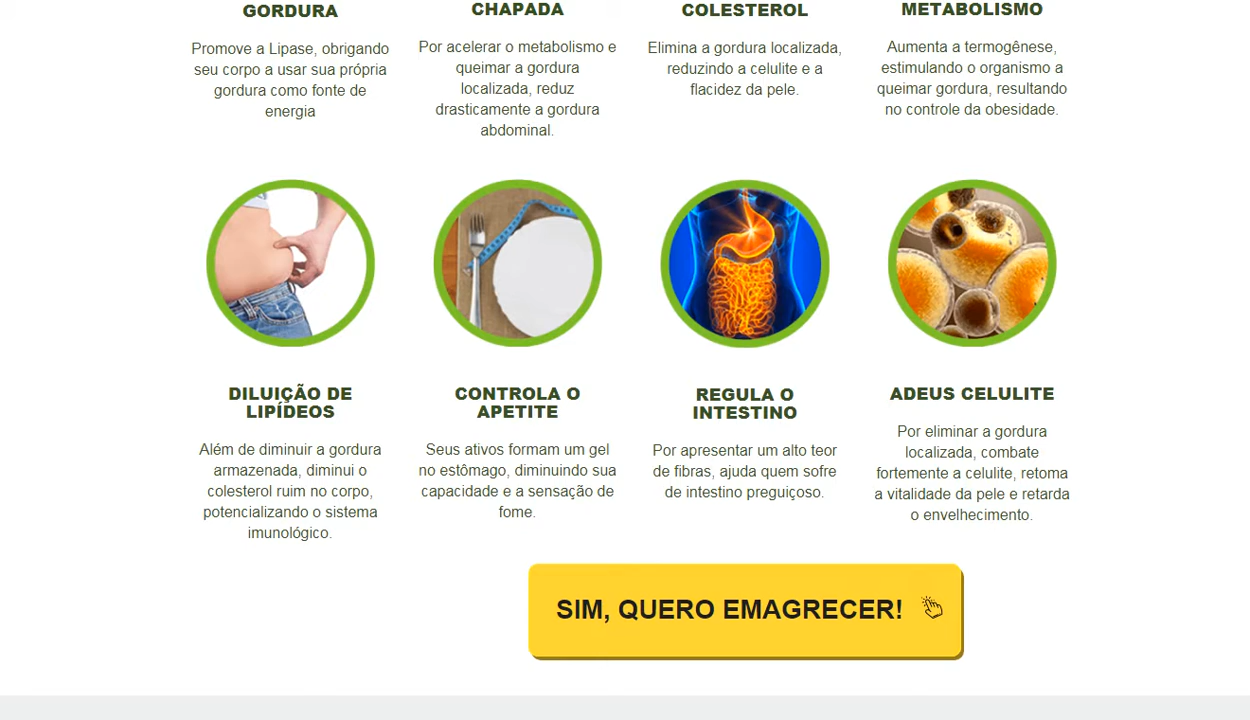 GORDURA
Promove a Lipase, obrigando
seu corpo a usar sua própria
gordura como fonte de
energia
CHAPADA
Por acelerar o metabolismo e
queimar a gordura
localizada, reduz
drasticamente a gordura
abdominal.
COLESTEROL
Elimina a gordura localizada,
reduzindo a celulite e a
flacidez da pele.
METABOLISMO
Aumenta a termogênese,
estimulando o organismo a
queimar gordura, resultando
no controle da obesidade.
DILUIÇÃO DE
LIPÍDEOS
Além de diminuir a gordura
armazenada, diminui o
colesterol ruim no corpo,
potencializando o sistema
imunológico.
CONTROLA O
APETITE
Seus ativos formam um gel
no estômago, diminuindo sua
capacidade e a sensação de
fome.
REGULA O
INTESTINO
Por apresentar um alto teor
de fibras, ajuda quem sofre
de intestino preguiçoso.
ADEUS CELULITE
Por eliminar a gordura
localizada, combate
fortemente a celulite, retoma
a vitalidade da pele e retarda
o envelhecimento.
SIM, QUERO EMAGRECER!